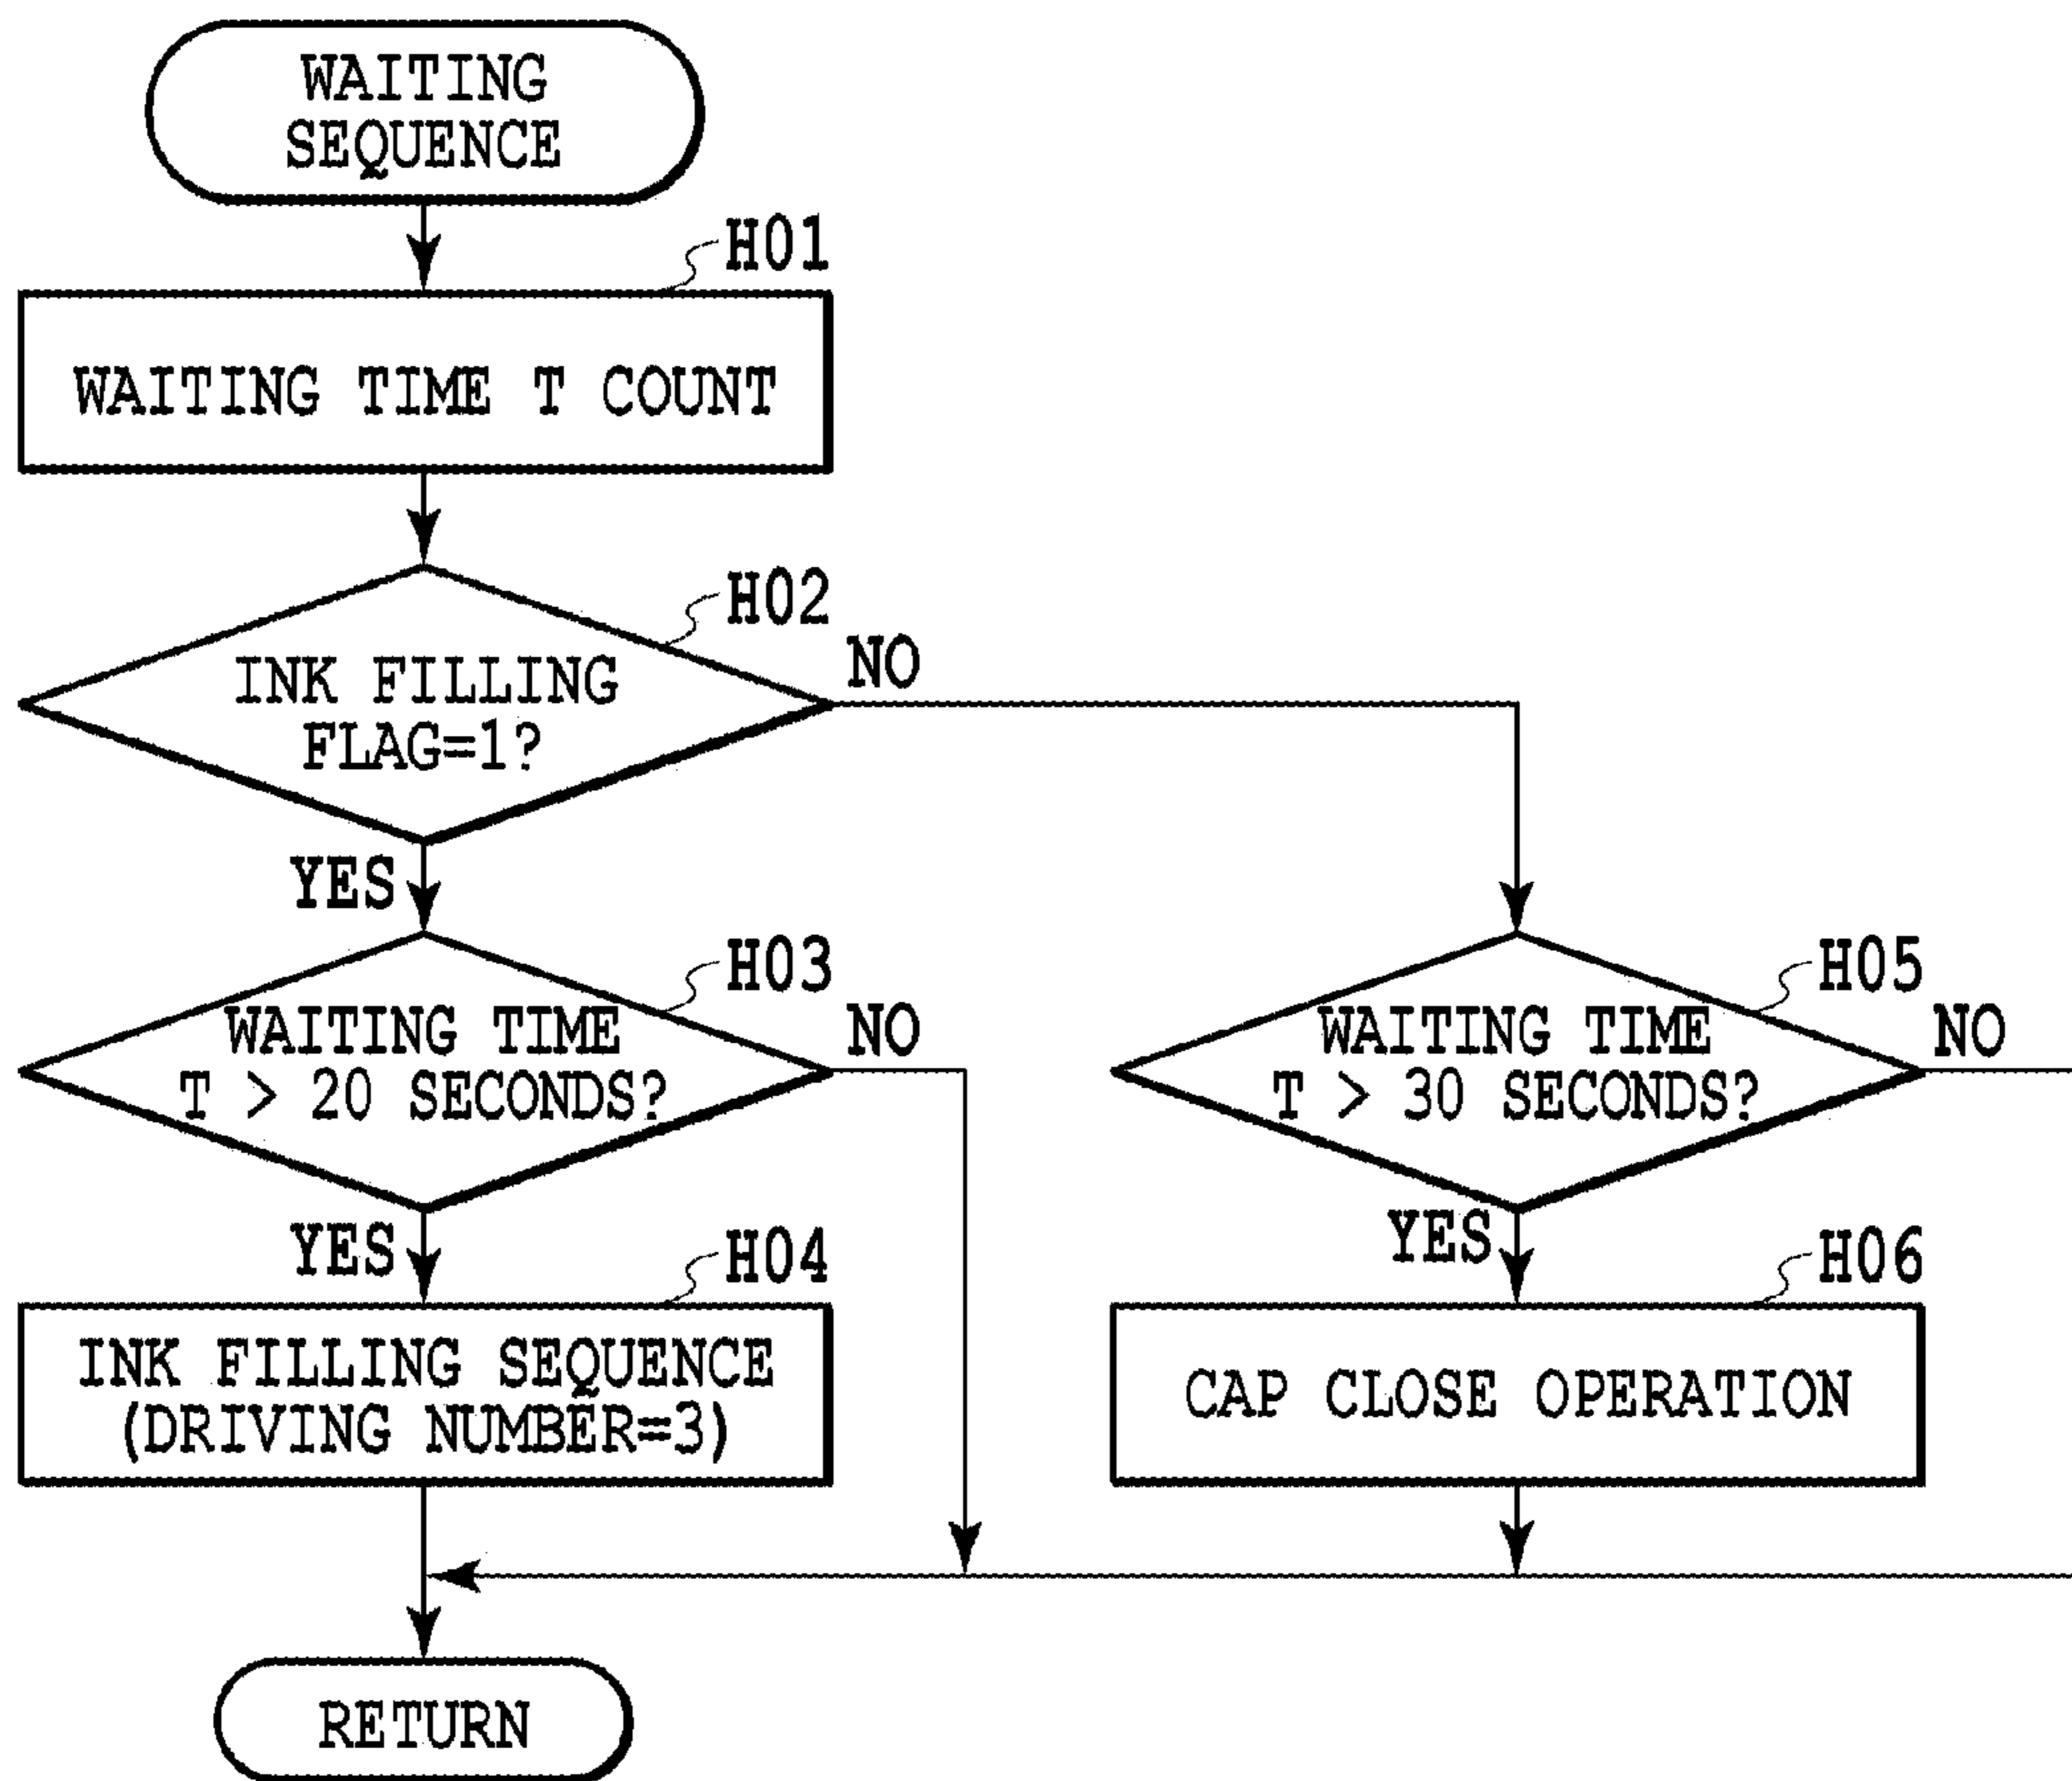 WAITING
SEQUENCE
H01
WAITING TIME T COUNT
H02
INK FILLING
FLAG=1?
NO
YES
H03
WAITING TIME
T > 20 SECONDS?
NO
YES
H04
INK FILLING SEQUENCE
(DRIVING NUMBER=3)
H05
WAITING TIME
T > 30 SECONDS?
NO
YES
H06
CAP CLOSE OPERATION
RETURN